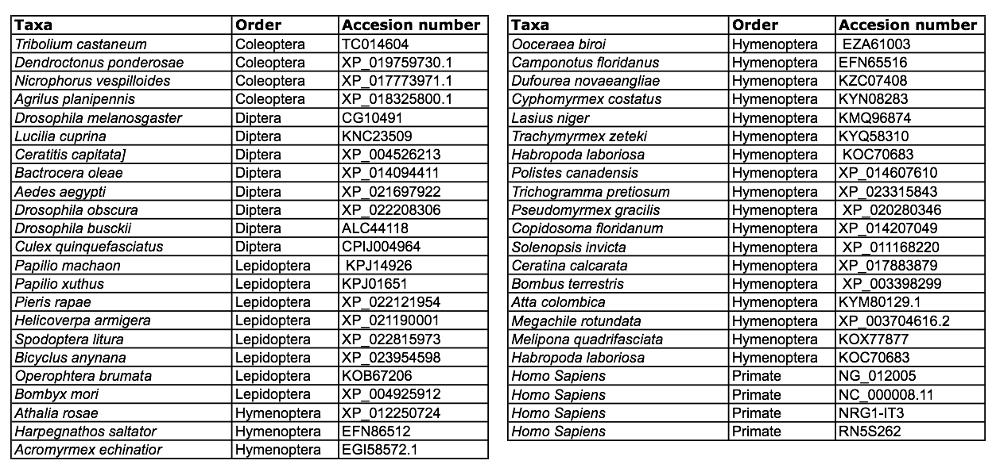 Taxa Order Accesion number
Tribolium castaneum Coleoptera TC014604
Dendroctonus ponderosae Coleoptera XP_019759730.1
Nicrophorus vespilloides Coleoptera XP_017773971.1
Agrilus planipennis Coleoptera XP_018325800.1
Drosophila melanosgaster Diptera CG10491
Lucilia cuprina Diptera KNC23509
Ceratitis capitata] Diptera XP_004526213
Bactrocera oleae Diptera XP_014094411
Aedes aegypti Diptera XP_021697922
Drosophila obscura Diptera XP_022208306
Drosophila busckii Diptera ALC44118
Culex quinquefasciatus Diptera CPIJ004964
Papilio machaon Lepidoptera KPJ14926
Papilio xuthus Lepidoptera KPJ01651
Pieris rapae Lepidoptera XP_022121954
Helicoverpa armigera Lepidoptera XP_021190001
Spodoptera litura Lepidoptera XP_022815973
Bicyclus anynana Lepidoptera XP_023954598
Operophtera brumata Lepidoptera KOB67206
Bombyx mori Lepidoptera XP_004925912
Athalia rosae Hymenoptera XP_012250724
Harpegnathos saltator Hymenoptera EFN86512
Acromyrmex echinatior Hymenoptera EGI58572.1
Taxa Order Accesion number
Ooceraea biroi Hymenoptera EZA61003
Camponotus floridanus Hymenoptera EFN65516
Dufourea novaeangliae Hymenoptera KZC07408
Cyphomyrmex costatus Hymenoptera KYN08283
Lasius niger Hymenoptera KMQ96874
Trachymyrmex zeteki Hymenoptera KYQ58310
Habropoda laboriosa Hymenoptera KOC70683
Polistes canadensis Hymenoptera XP_014607610
Trichogramma pretiosum Hymenoptera XP_023315843
Pseudomyrmex gracilis Hymenoptera XP_020280346
Copidosoma floridanum Hymenoptera XP_014207049
Solenopsis invicta Hymenoptera XP_011168220
Ceratina calcarata Hymenoptera XP_017883879
Bombus terrestris Hymenoptera XP_003398299
Atta colombica Hymenoptera KYM80129.1
Megachile rotundata Hymenoptera XP_003704616.2
Melipona quadrifasciata Hymenoptera KOX77877
Habropoda laboriosa Hymenoptera KOC70683
Homo Sapiens Primate NG_012005
Homo Sapiens Primate NC_000008.11
Homo Sapiens Primate NRG1-IT3
Homo Sapiens Primate RN5S262